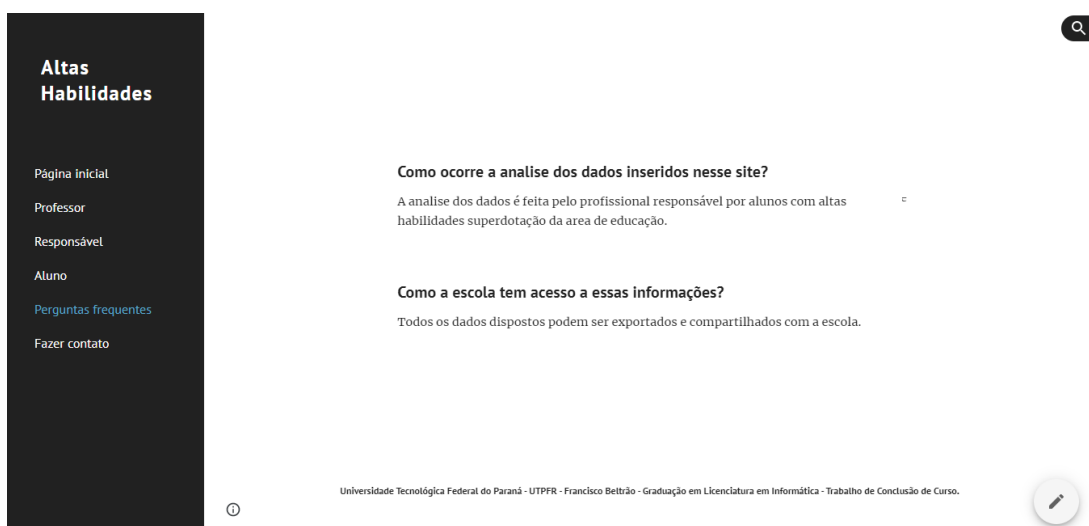 Altas
Habilidades
Página inicial
Professor
Responsável
Aluno
Perguntas frequentes
Fazer contato
Como ocorre a analise dos dados inseridos nesse site?
A analise dos dados é feita pelo profissional responsável por alunos com altas
habilidades superdotação da area de educação.
Como a escola tem acesso a essas informações?
Todos os dados dispostos podem ser exportados e compartilhados com a escola.
Universidade Tecnológica Federal do Paraná - UTPFR - Francisco Beltrão - Graduação em Licenciatura em Informática - Trabalho de Conclusão de Curso.